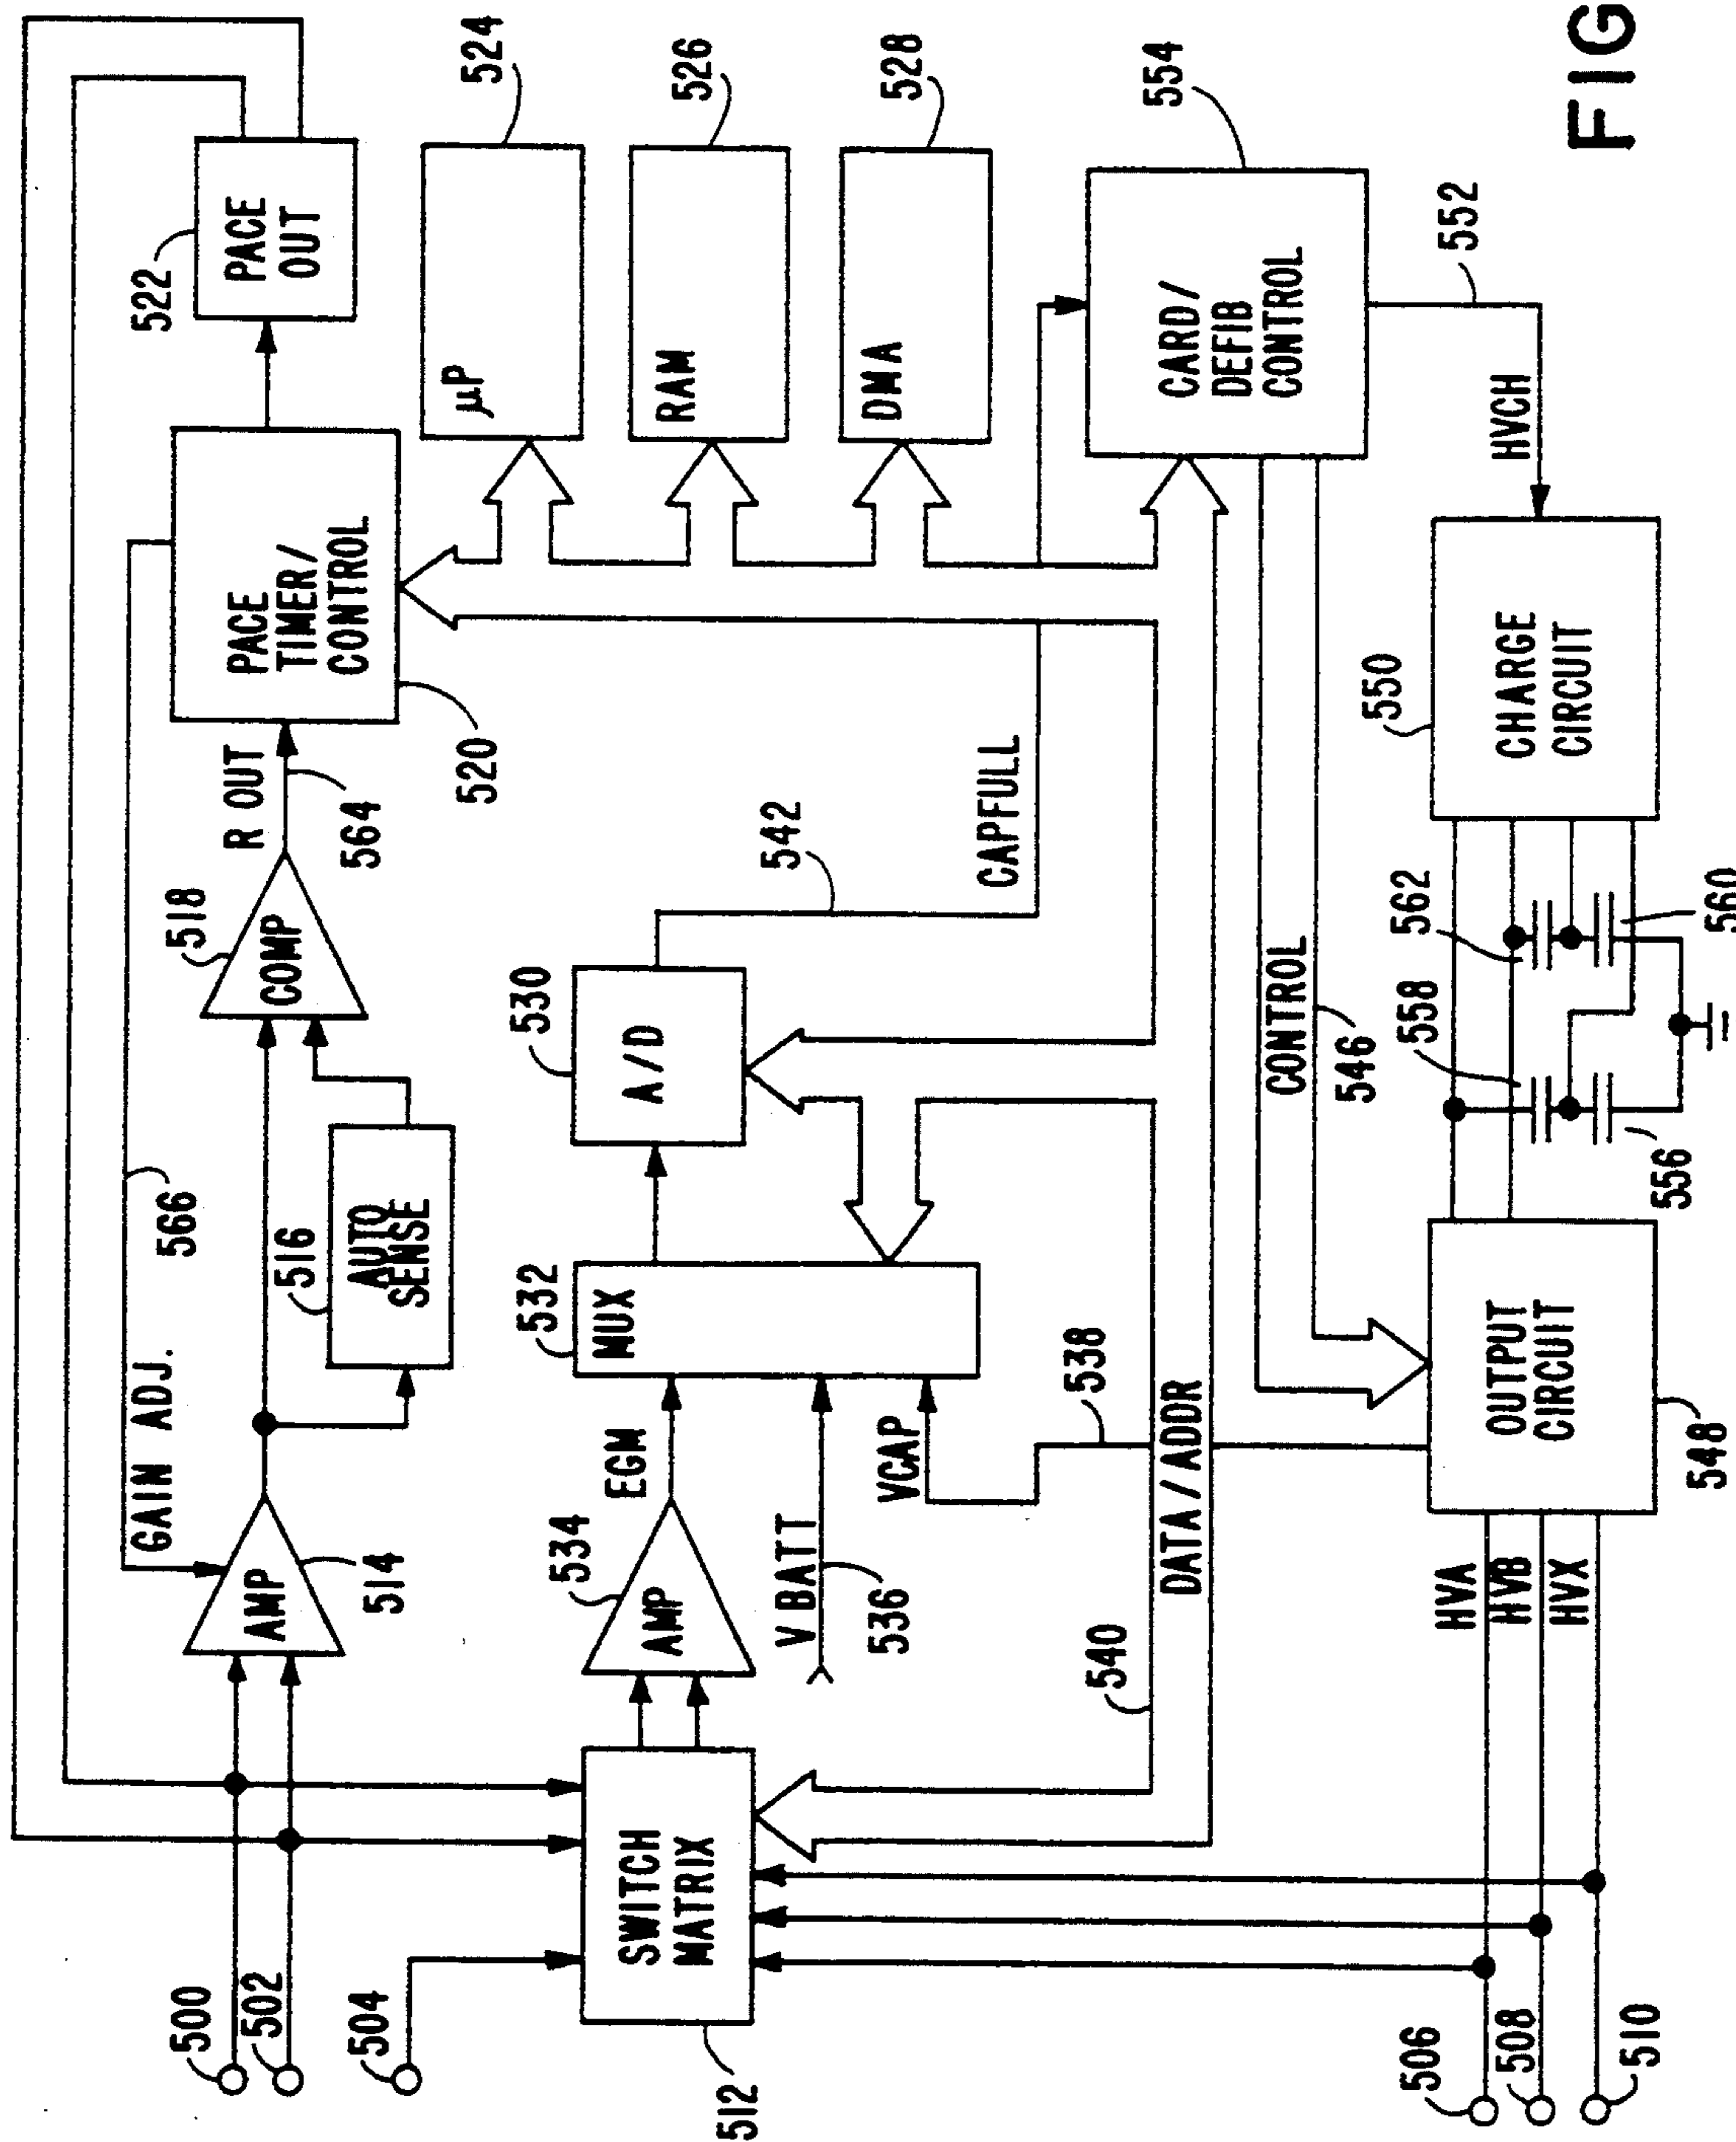 500
502
504
512
SWITCH
MATRIX
506
508
510
GAIN ADJ.
566
AMP
514
516
AUTO
SENSE
518
COMP
R OUT
564
PACE
TIMER/
CONTROL
520
522
PACE
OUT
534
AMP
EGM
V BATT
536
VCAP
538
532
MUX
530
A/D
542
CAPFULL
µP
524
RAM
526
DMA
528
540
DATA/ADDR
CONTROL
546
CARD/
DEFIB
CONTROL
554
552
HVCH
HVA
HVB
HVX
OUTPUT
CIRCUIT
548
558
562
556
560
550
CHARGE
CIRCUIT
FIG